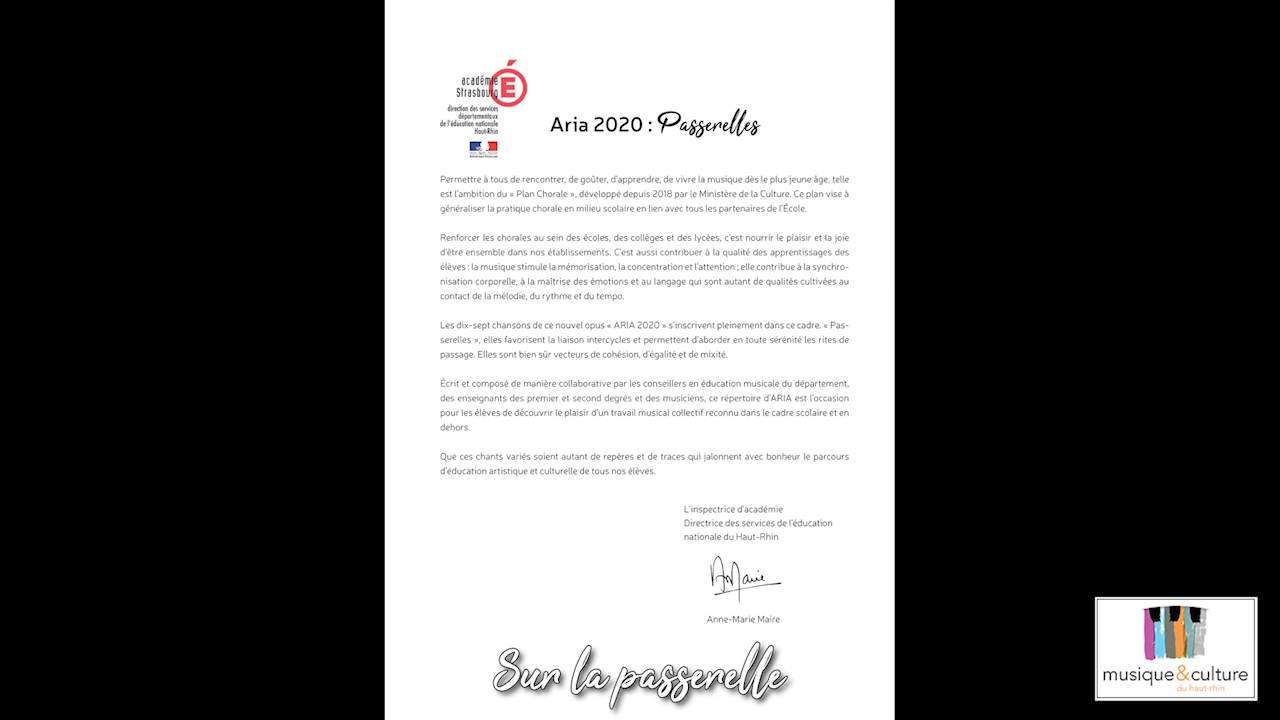 académie
Strasbourg
É
direction des services
départementaux
de l'éducation nationale
Haut-Rhin
Aria 2020 : Passerelles
Permettre à tous de rencontrer, de goûter, d'apprendre, de vivre la musique dès le plus jeune âge, telle
est l'ambition du « Plan Chorale », développé depuis 2018 par le Ministère de la Culture. Ce plan vise à
généraliser la pratique chorale en milieu scolaire en lien avec tous les partenaires de l'École.
Renforcer les chorales au sein des écoles, des collèges et des lycées, c'est nourrir le plaisir et la joie
d'être ensemble dans nos établissements. C'est aussi contribuer à la qualité des apprentissages des
élèves : la musique stimule la mémorisation, la concentration et l'attention ; elle contribue à la synchro-
nisation corporelle, à la maîtrise des émotions et au langage qui sont autant de qualités cultivées au
contact de la mélodie, du rythme et du tempo.
Les dix-sept chansons de ce nouvel opus « ARIA 2020 » s'inscrivent pleinement dans ce cadre. « Pas-
serelles », elles favorisent la liaison intercycles et permettent d'aborder en toute sérénité les rites de
passage. Elles sont bien sûr vecteurs de cohésion, d'égalité et de mixité.
Écrit et composé de manière collaborative par les conseillers en éducation musicale du département,
des enseignants des premier et second degrés et des musiciens, ce répertoire d'ARIA est l'occasion
pour les élèves de découvrir le plaisir d'un travail musical collectif reconnu dans le cadre scolaire et en
dehors.
Que ces chants variés soient autant de repères et de traces qui jalonnent avec bonheur le parcours
d'éducation artistique et culturelle de tous nos élèves.
L'inspectrice d'académie
Directrice des services de l'éducation
nationale du Haut-Rhin
Anne-Marie Maire
Sur la passerelle
musique&culture
du haut-rhin